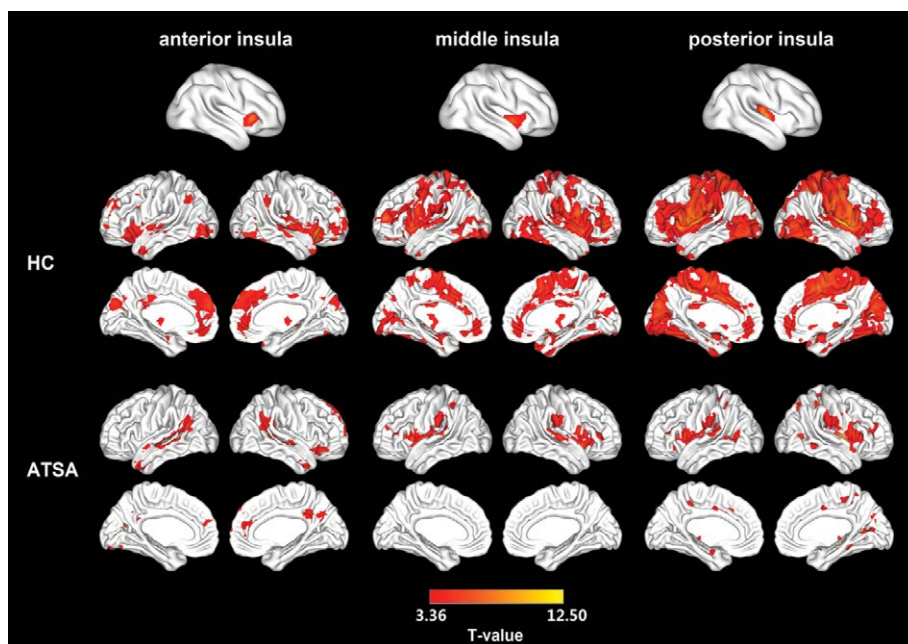 anterior insula middle insula posterior insula
HC
ATSA
3.36 12.50
T-value